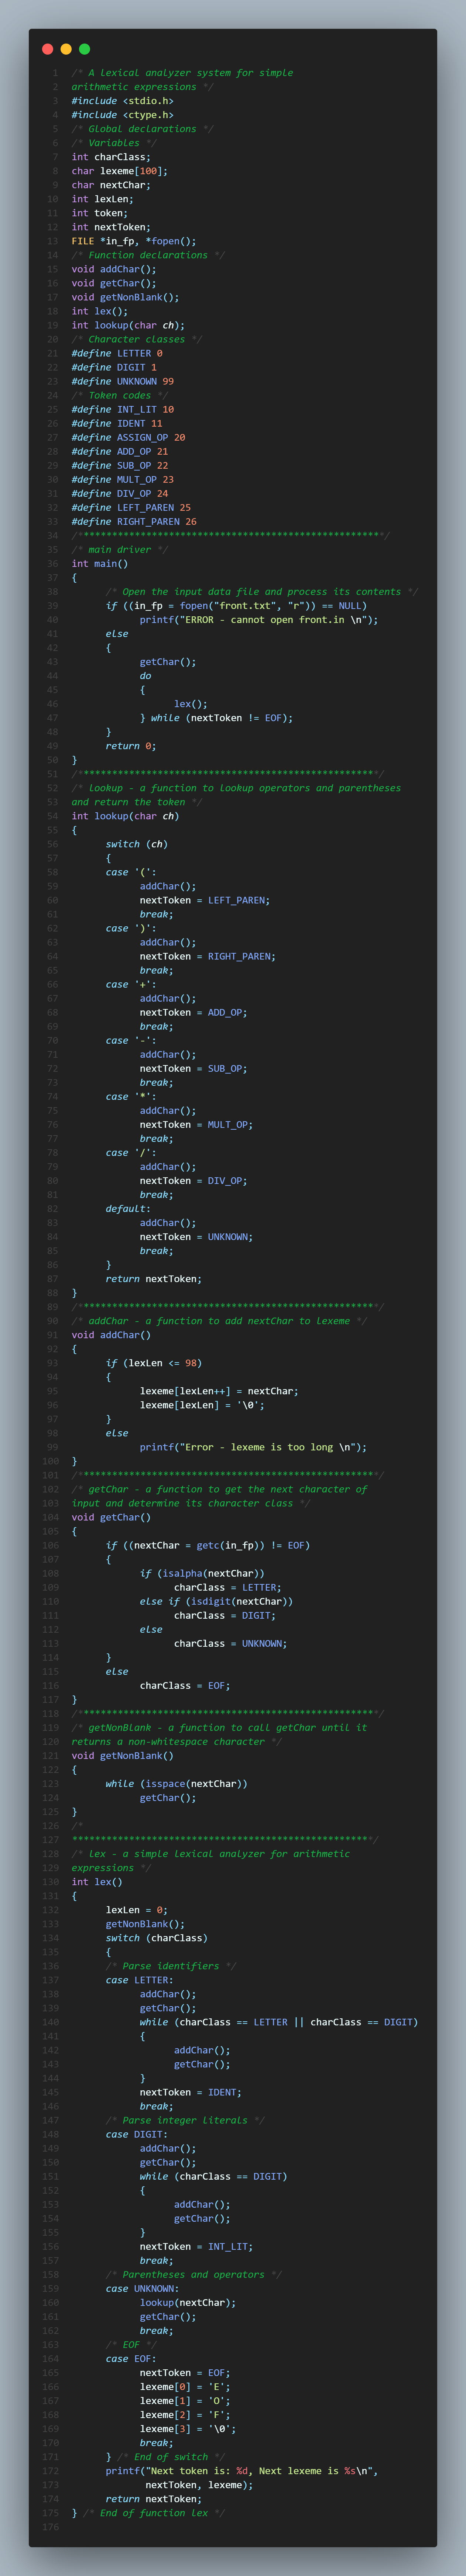 1 /* A lexical analyzer system for simple
2 arithmetic expressions */
3 #include <stdio.h>
4 #include <ctype.h>
5 /* Global declarations */
6 /* Variables */
7 int charClass;
8 char lexeme[100];
9 char nextChar;
10 int lexLen;
11 int token;
12 int nextToken;
13 FILE *in_fp, *fopen();
14 /* Function declarations */
15 void addChar();
16 void getChar();
17 void getNonBlank();
18 int lex();
19 int lookup(char ch);
20 /* Character classes */
21 #define LETTER 0
22 #define DIGIT 1
23 #define UNKNOWN 99
24 /* Token codes */
25 #define INT_LIT 10
26 #define IDENT 11
27 #define ASSIGN_OP 20
28 #define ADD_OP 21
29 #define SUB_OP 22
30 #define MULT_OP 23
31 #define DIV_OP 24
32 #define LEFT_PAREN 25
33 #define RIGHT_PAREN 26
34 /*****************************************************/
35 /* main driver */
36 int main()
37 {
38 /* Open the input data file and process its contents */
39 if ((in_fp = fopen("front.txt", "r")) == NULL)
40 printf("ERROR - cannot open front.in \n");
41 else
42 {
43 getChar();
44 do
45 {
46 lex();
47 } while (nextToken != EOF);
48 }
49 return 0;
50 }
51 /****************************************************/
52 /* lookup - a function to lookup operators and parentheses
53 and return the token */
54 int lookup(char ch)
55 {
56 switch (ch)
57 {
58 case '(':
59 addChar();
60 nextToken = LEFT_PAREN;
61 break;
62 case ')':
63 addChar();
64 nextToken = RIGHT_PAREN;
65 break;
66 case '+':
67 addChar();
68 nextToken = ADD_OP;
69 break;
70 case '-':
71 addChar();
72 nextToken = SUB_OP;
73 break;
74 case '*':
75 addChar();
76 nextToken = MULT_OP;
77 break;
78 case '/':
79 addChar();
80 nextToken = DIV_OP;
81 break;
82 default:
83 addChar();
84 nextToken = UNKNOWN;
85 break;
86 }
87 return nextToken;
88 }
89 /****************************************************/
90 /* addChar - a function to add nextChar to lexeme */
91 void addChar()
92 {
93 if (lexLen <= 98)
94 {
95 lexeme[lexLen++] = nextChar;
96 lexeme[lexLen] = '\0';
97 }
98 else
99 printf("Error - lexeme is too long \n");
100 }
101 /****************************************************/
102 /* getChar - a function to get the next character of
103 input and determine its character class */
104 void getChar()
105 {
106 if ((nextChar = getc(in_fp)) != EOF)
107 {
108 if (isalpha(nextChar))
109 charClass = LETTER;
110 else if (isdigit(nextChar))
111 charClass = DIGIT;
112 else
113 charClass = UNKNOWN;
114 }
115 else
116 charClass = EOF;
117 }
118 /****************************************************/
119 /* getNonBlank - a function to call getChar until it
120 returns a non-whitespace character */
121 void getNonBlank()
122 {
123 while (isspace(nextChar))
124 getChar();
125 }
126 /*
127 *****************************************************/
128 /* lex - a simple lexical analyzer for arithmetic
129 expressions */
130 int lex()
131 {
132 lexLen = 0;
133 getNonBlank();
134 switch (charClass)
135 {
136 /* Parse identifiers */
137 case LETTER:
138 addChar();
139 getChar();
140 while (charClass == LETTER || charClass == DIGIT)
141 {
142 addChar();
143 getChar();
144 }
145 nextToken = IDENT;
146 break;
147 /* Parse integer literals */
148 case DIGIT:
149 addChar();
150 getChar();
151 while (charClass == DIGIT)
152 {
153 addChar();
154 getChar();
155 }
156 nextToken = INT_LIT;
157 break;
158 /* Parentheses and operators */
159 case UNKNOWN:
160 lookup(nextChar);
161 getChar();
162 break;
163 /* EOF */
164 case EOF:
165 nextToken = EOF;
166 lexeme[0] = 'E';
167 lexeme[1] = 'O';
168 lexeme[2] = 'F';
169 lexeme[3] = '\0';
170 break;
171 } /* End of switch */
172 printf("Next token is: %d, Next lexeme is %s\n",
173 nextToken, lexeme);
174 return nextToken;
175 } /* End of function lex */
176